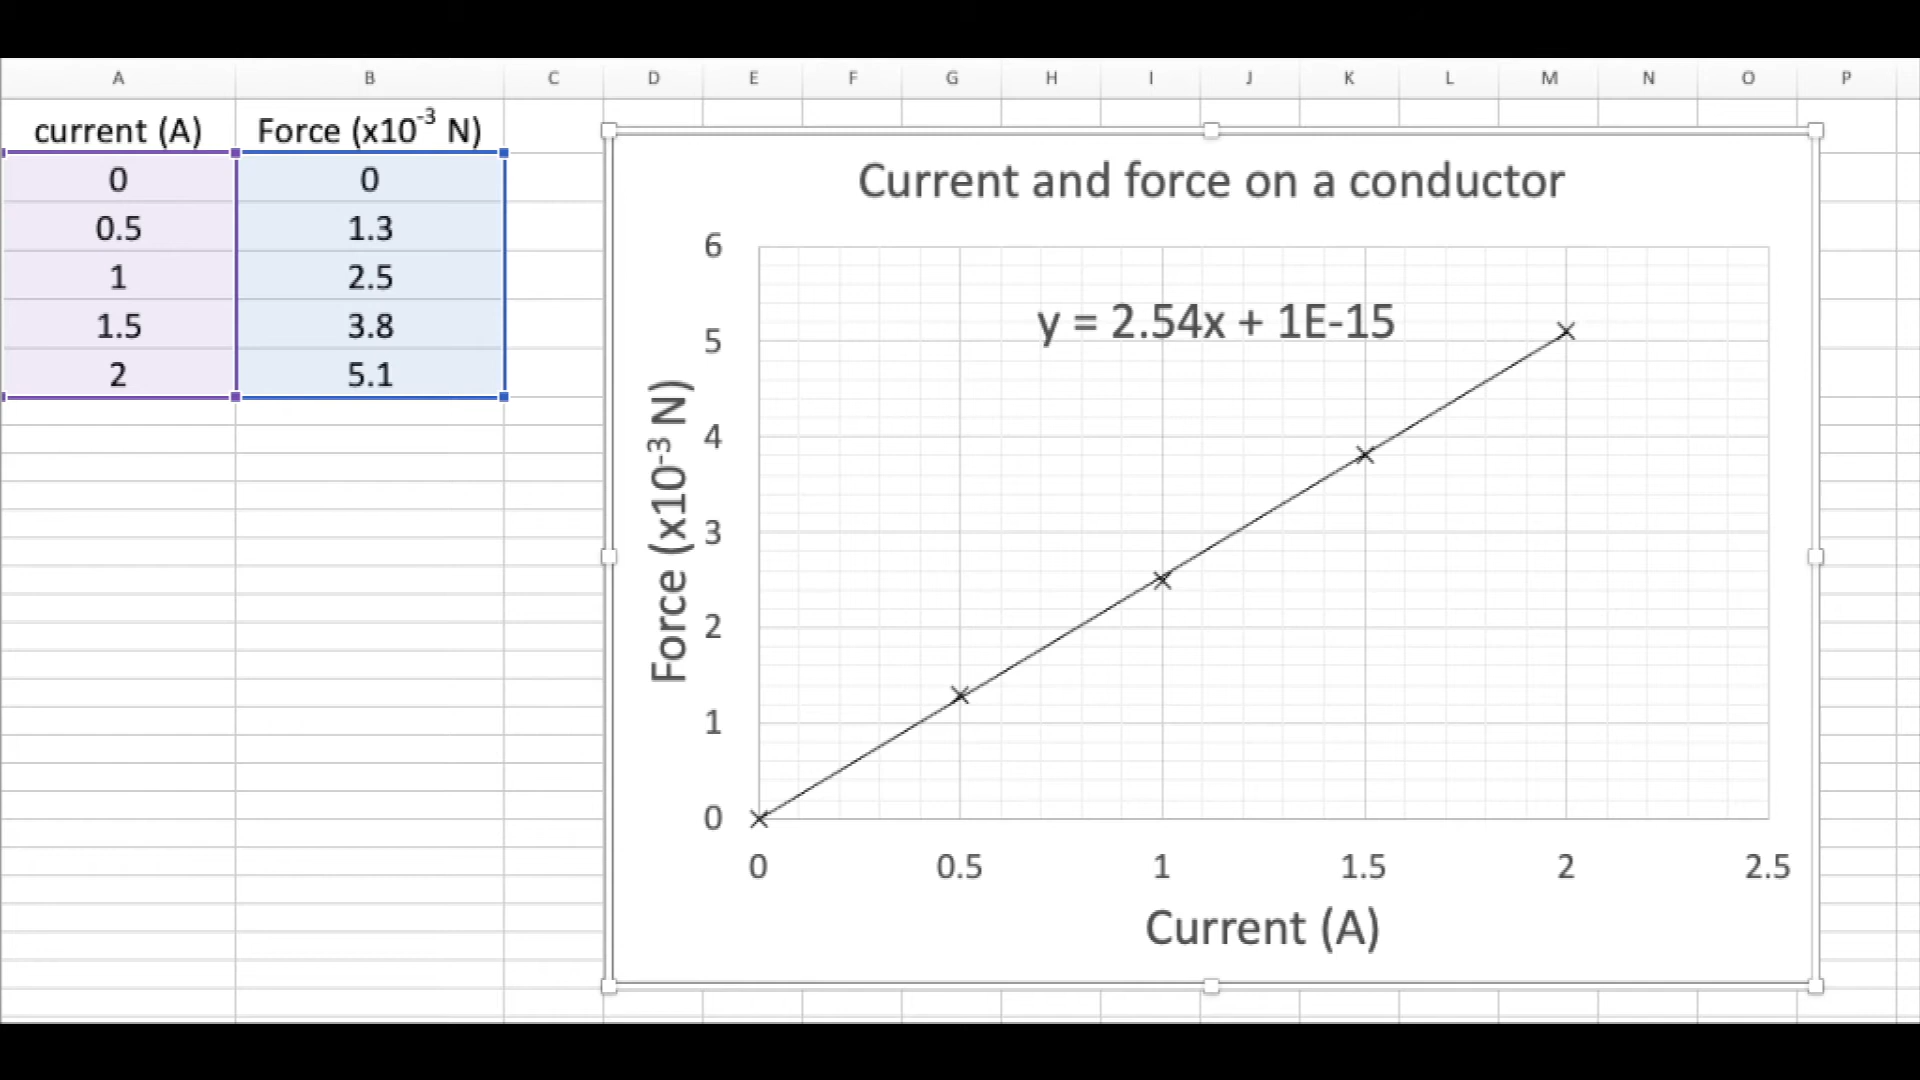 A B C D E F G H I J K L M N O P
current (A) Force (x10⁻³ N)
0 0
0.5 1.3
1 2.5
1.5 3.8
2 5.1
Current and force on a conductor
y = 2.54x + 1E-15
Force (x10⁻³ N)
6
5
4
3
2
1
0
0 0.5 1 1.5 2 2.5
Current (A)